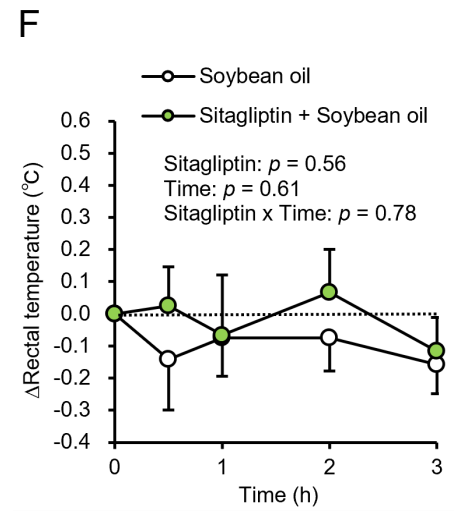 F
Soybean oil
Sitagliptin + Soybean oil
Sitagliptin: p = 0.56
Time: p = 0.61
Sitagliptin x Time: p = 0.78
ΔRectal temperature (℃)
0.6
0.5
0.4
0.3
0.2
0.1
0.0
-0.1
-0.2
-0.3
-0.4
0 1 2 3
Time (h)